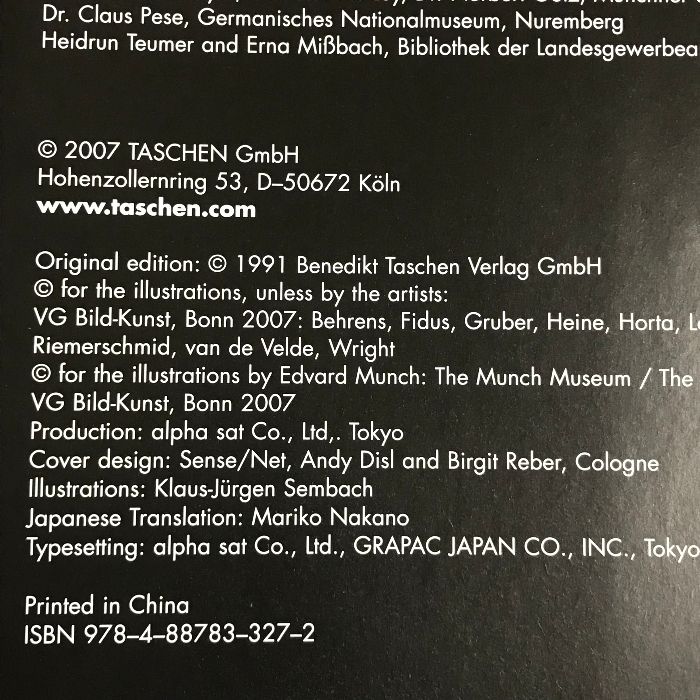 Dr. Claus Pese, Germanisches Nationalmuseum, Nuremberg
Heidrun Teumer and Erna Mißbach, Bibliothek der Landesgewerbea
© 2007 TASCHEN GmbH
Hohenzollernring 53, D–50672 Köln
www.taschen.com
Original edition: © 1991 Benedikt Taschen Verlag GmbH
© for the illustrations, unless by the artists:
VG Bild-Kunst, Bonn 2007: Behrens, Fidus, Gruber, Heine, Horta,
Riemerschmid, van de Velde, Wright
© for the illustrations by Edvard Munch: The Munch Museum / The
VG Bild-Kunst, Bonn 2007
Production: alpha sat Co., Ltd,. Tokyo
Cover design: Sense/Net, Andy Disl and Birgit Reber, Cologne
Illustrations: Klaus-Jürgen Sembach
Japanese Translation: Mariko Nakano
Typesetting: alpha sat Co., Ltd., GRAPAC JAPAN CO., INC., Tokyo
Printed in China
ISBN 978–4–88783–327–2